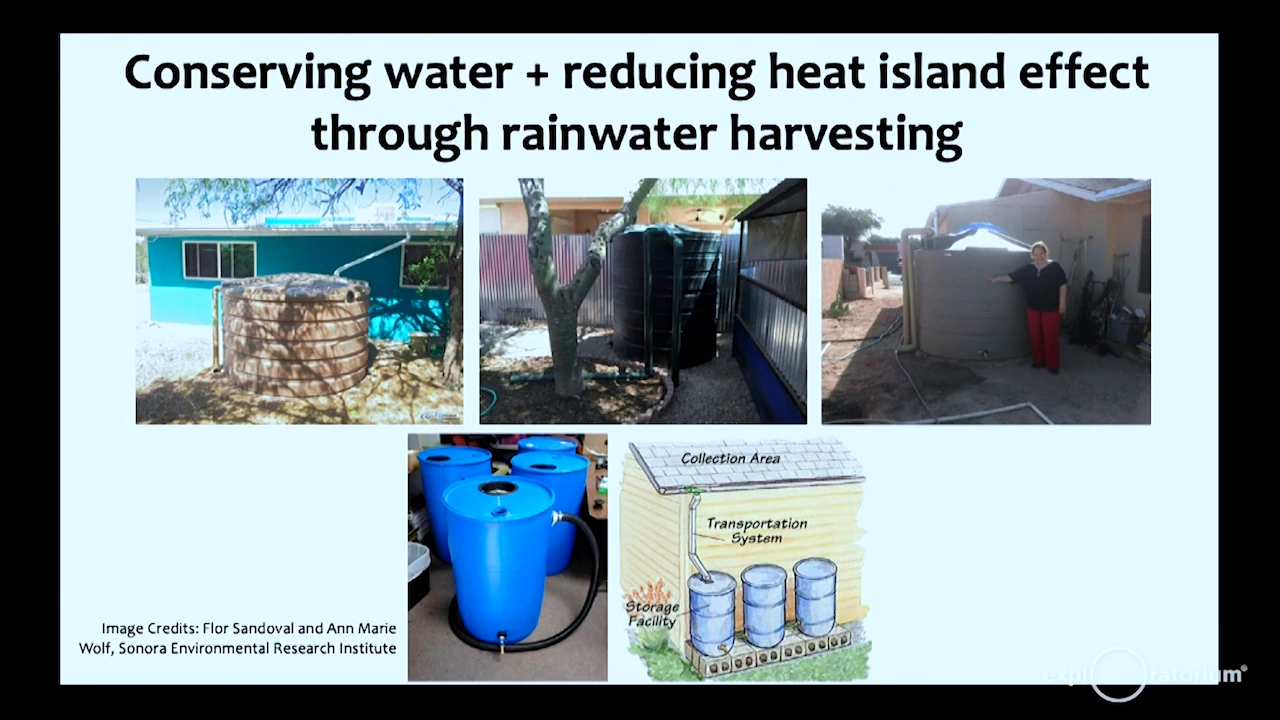 Conserving water + reducing heat island effect
through rainwater harvesting
Collection Area
Transportation
System
Storage
Facility
Image Credits: Flor Sandoval and Ann Marie
Wolf, Sonora Environmental Research Institute
exploratorium®